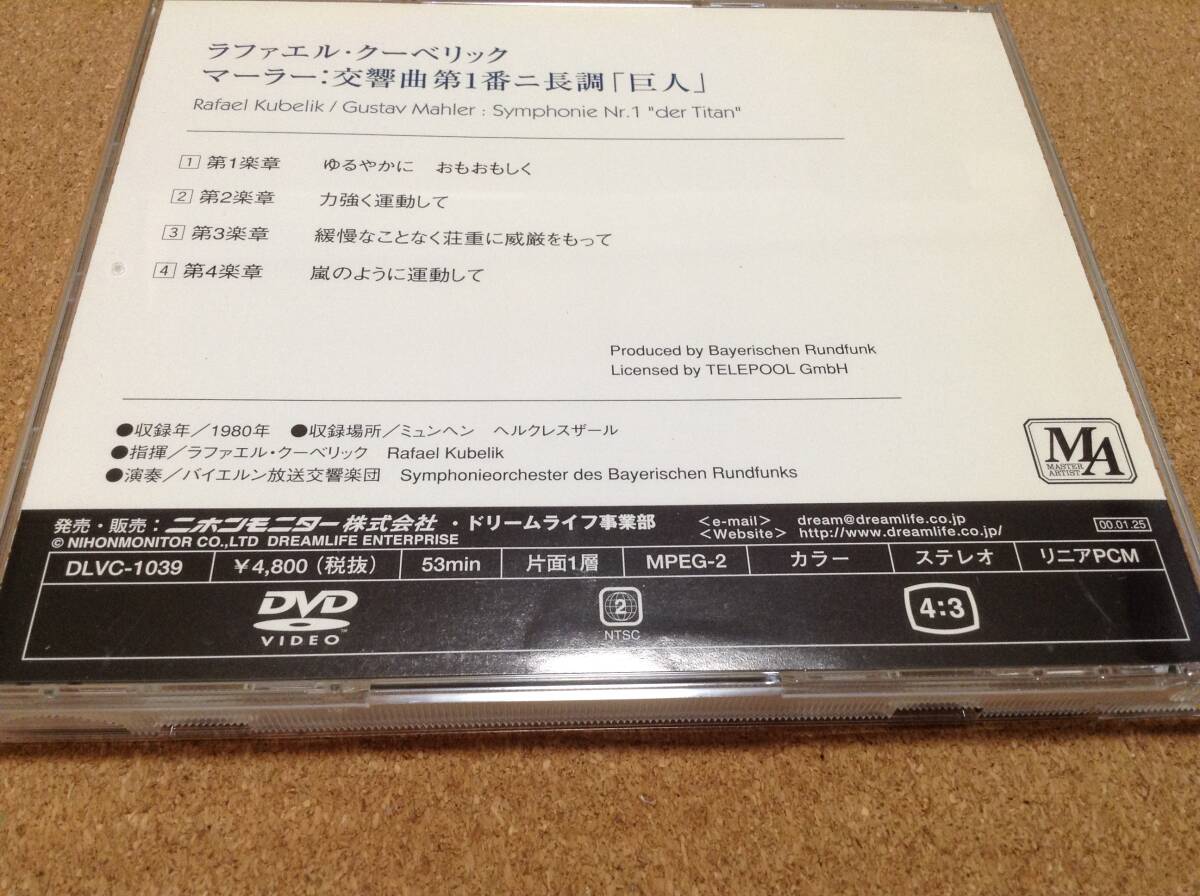 ラファエル・クーベリック
マーラー：交響曲第1番ニ長調「巨人」
Rafael Kubelik / Gustav Mahler : Symphonie Nr.1 "der Titan"
1 第1楽章 ゆるやかに おもおもしく
2 第2楽章 力強く運動して
3 第3楽章 緩慢なことなく荘重に威厳をもって
4 第4楽章 嵐のように運動して
Produced by Bayerischen Rundfunk
Licensed by TELEPOOL GmbH
●収録年／1980年 ●収録場所／ミュンヘン ヘルクレスザール
●指揮／ラファエル・クーベリック Rafael Kubelik
●演奏／バイエルン放送交響楽団 Symphonieorchester des Bayerischen Rundfunks
MA
MASTER
ARTIST
発売・販売：ニホンモニター株式会社・ドリームライフ事業部 <e-mail> dream@dreamlife.co.jp
© NIHONMONITOR CO.,LTD DREAMLIFE ENTERPRISE <Website> http://www.dreamlife.co.jp/
00.01.25
DLVC-1039 ￥4,800（税抜） 53min 片面1層 MPEG-2 カラー ステレオ リニアPCM
DVD
VIDEO
TM
2
NTSC
4:3